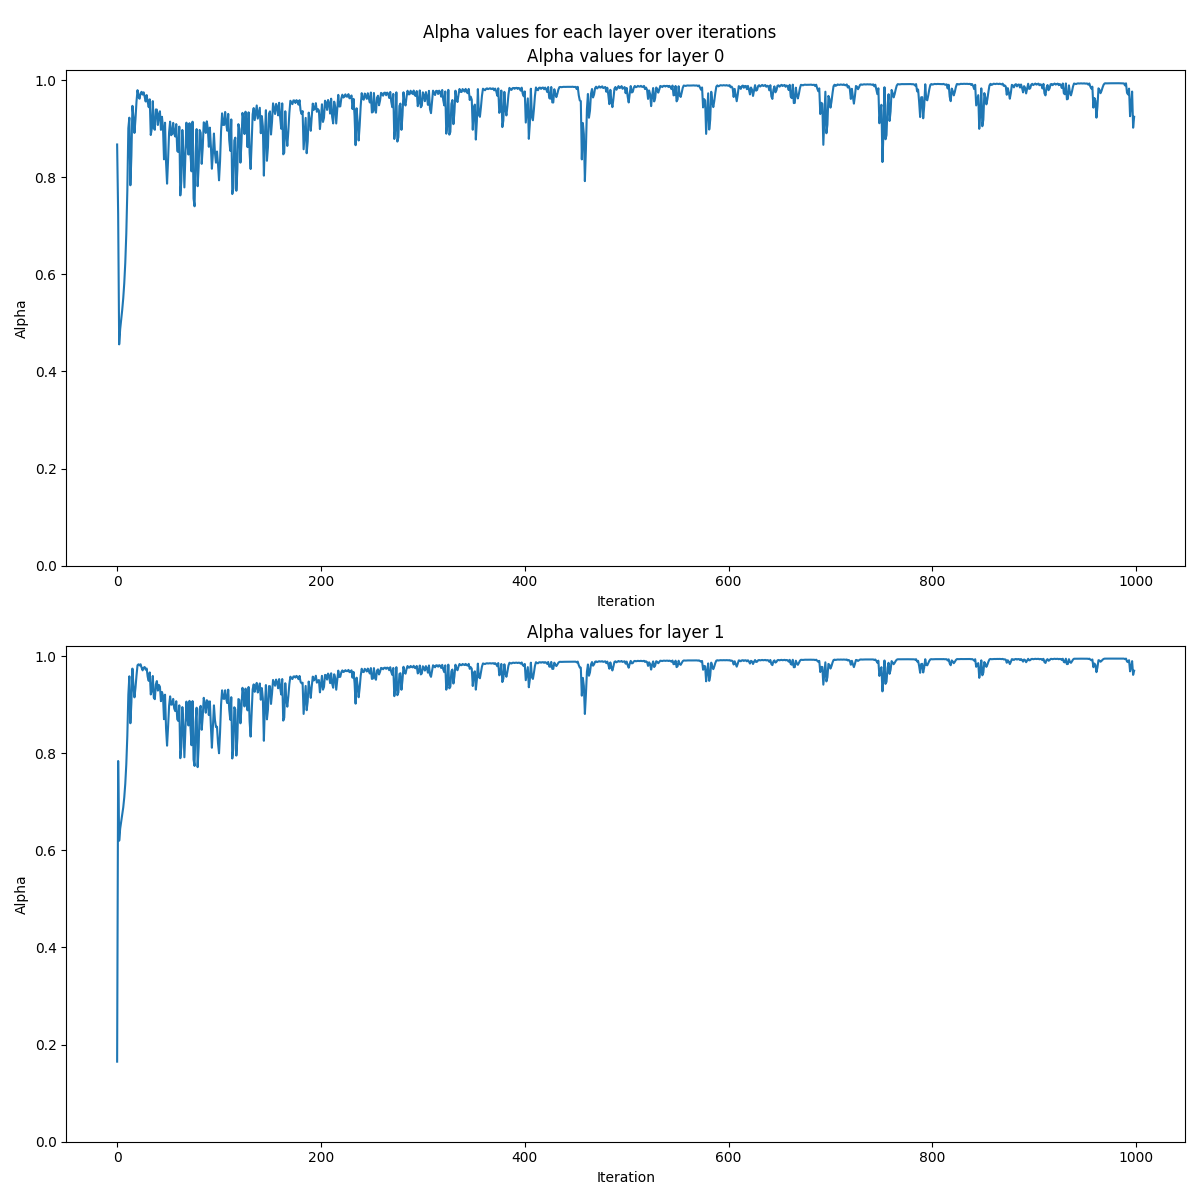 Alpha values for each layer over iterations
Alpha values for layer 0
1.0
0.8
0.6
0.4
0.2
0.0
Alpha
0 200 400 600 800 1000
Iteration
Alpha values for layer 1
1.0
0.8
0.6
0.4
0.2
0.0
Alpha
0 200 400 600 800 1000
Iteration